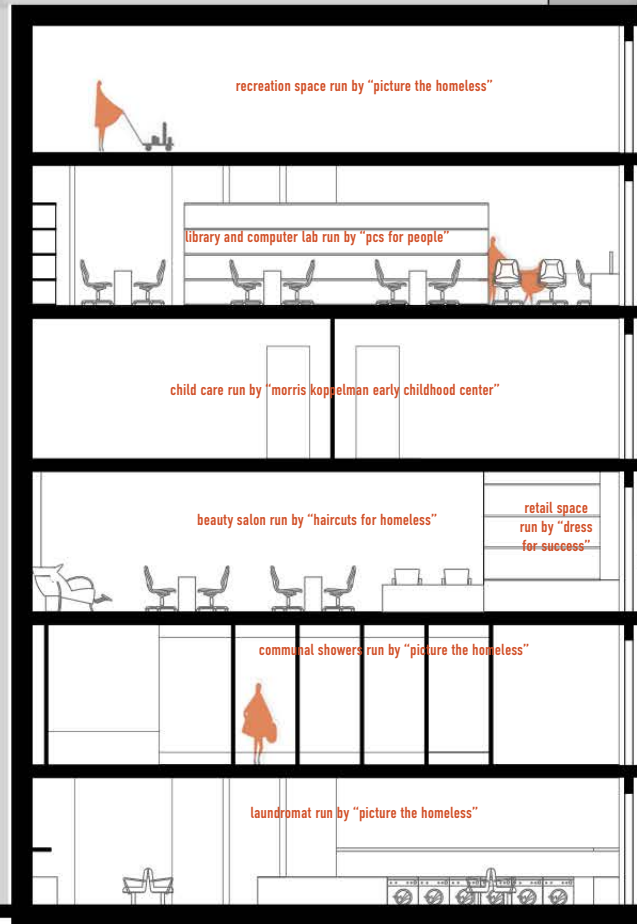 recreation space run by “picture the homeless”
library and computer lab run by “pcs for people”
child care run by “morris koppelman early childhood center”
beauty salon run by “haircuts for homeless”
retail space
run by “dress
for success”
communal showers run by “picture the homeless”
laundromat run by “picture the homeless”